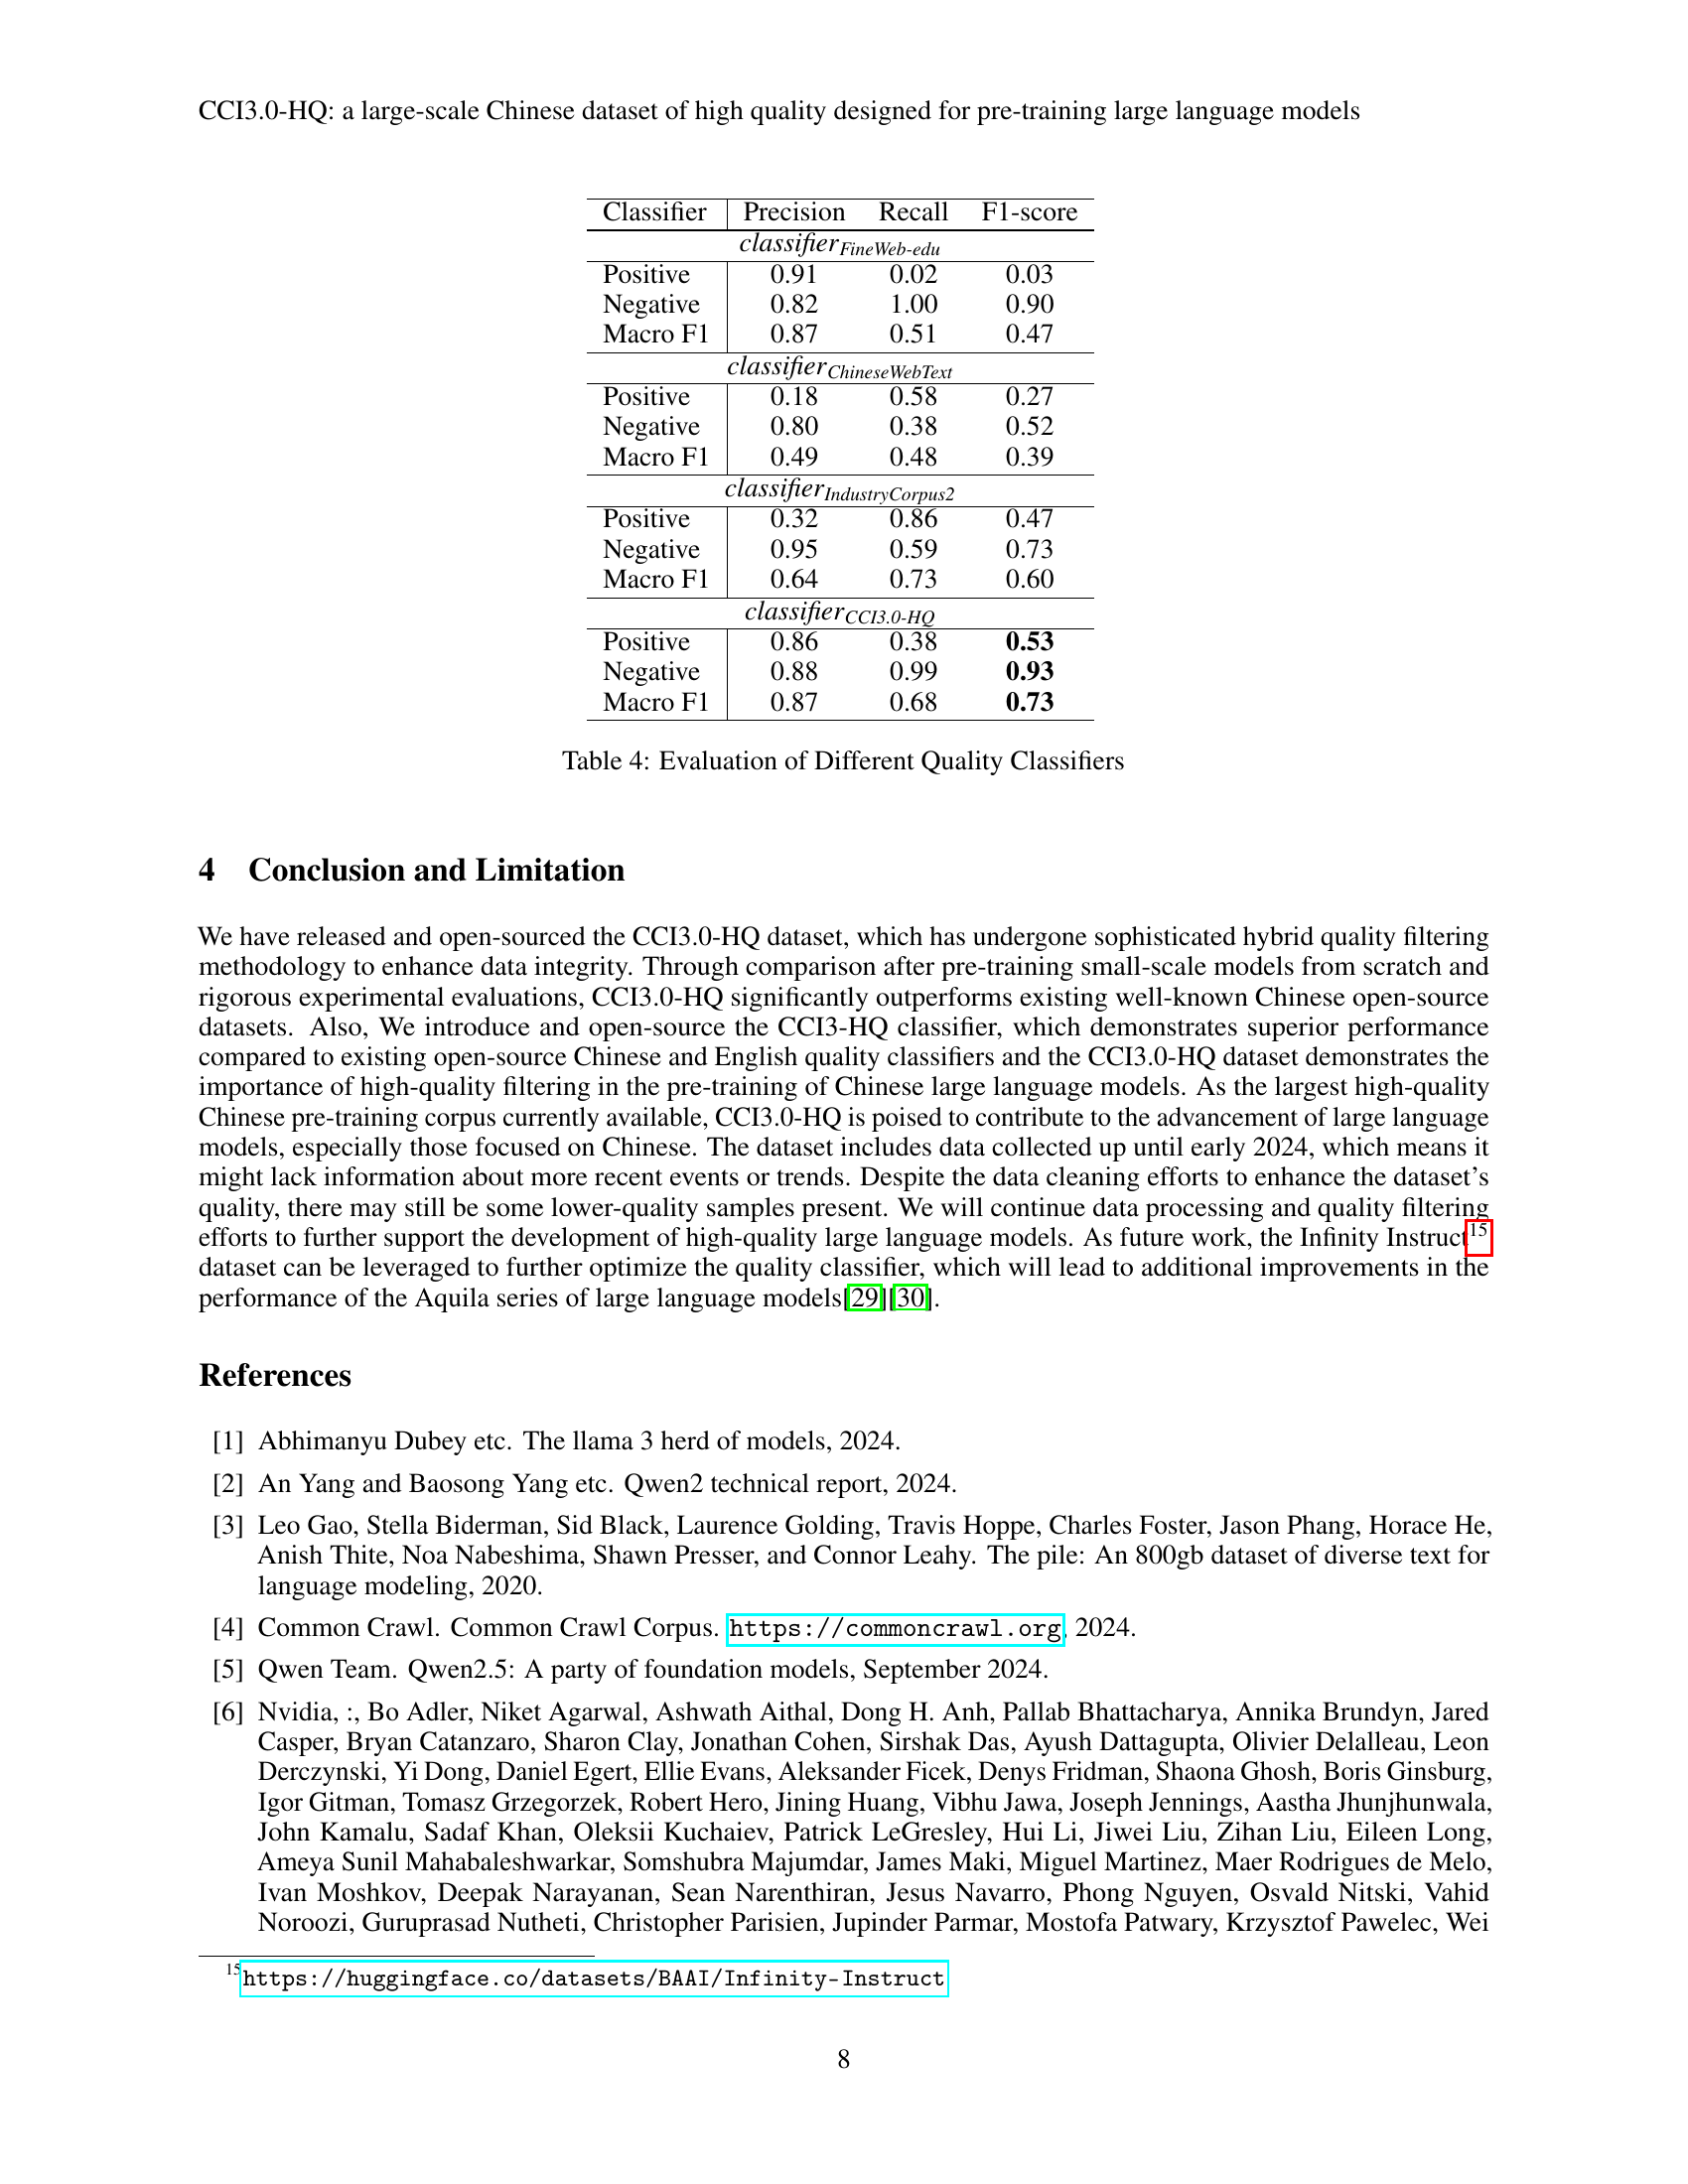 CCI3.0-HQ: a large-scale Chinese dataset of high quality designed for pre-training large language models
Classifier Precision Recall F1-score
classifier FineWeb-edu
Positive 0.91 0.02 0.03
Negative 0.82 1.00 0.90
Macro F1 0.87 0.51 0.47
classifier ChineseWebText
Positive 0.18 0.58 0.27
Negative 0.80 0.38 0.52
Macro F1 0.49 0.48 0.39
classifier IndustryCorpus2
Positive 0.32 0.86 0.47
Negative 0.95 0.59 0.73
Macro F1 0.64 0.73 0.60
classifier CCI3.0-HQ
Positive 0.86 0.38 0.53
Negative 0.88 0.99 0.93
Macro F1 0.87 0.68 0.73
Table 4: Evaluation of Different Quality Classifiers
4 Conclusion and Limitation
We have released and open-sourced the CCI3.0-HQ dataset, which has undergone sophisticated hybrid quality filtering
methodology to enhance data integrity. Through comparison after pre-training small-scale models from scratch and
rigorous experimental evaluations, CCI3.0-HQ significantly outperforms existing well-known Chinese open-source
datasets. Also, We introduce and open-source the CCI3-HQ classifier, which demonstrates superior performance
compared to existing open-source Chinese and English quality classifiers and the CCI3.0-HQ dataset demonstrates the
importance of high-quality filtering in the pre-training of Chinese large language models. As the largest high-quality
Chinese pre-training corpus currently available, CCI3.0-HQ is poised to contribute to the advancement of large language
models, especially those focused on Chinese. The dataset includes data collected up until early 2024, which means it
might lack information about more recent events or trends. Despite the data cleaning efforts to enhance the dataset's
quality, there may still be some lower-quality samples present. We will continue data processing and quality filtering
efforts to further support the development of high-quality large language models. As future work, the Infinity Instruct15
dataset can be leveraged to further optimize the quality classifier, which will lead to additional improvements in the
performance of the Aquila series of large language models[29][30].
References
[1] Abhimanyu Dubey etc. The llama 3 herd of models, 2024.
[2] An Yang and Baosong Yang etc. Qwen2 technical report, 2024.
[3] Leo Gao, Stella Biderman, Sid Black, Laurence Golding, Travis Hoppe, Charles Foster, Jason Phang, Horace He,
Anish Thite, Noa Nabeshima, Shawn Presser, and Connor Leahy. The pile: An 800gb dataset of diverse text for
language modeling, 2020.
[4] Common Crawl. Common Crawl Corpus. https://commoncrawl.org, 2024.
[5] Qwen Team. Qwen2.5: A party of foundation models, September 2024.
[6] Nvidia, :, Bo Adler, Niket Agarwal, Ashwath Aithal, Dong H. Anh, Pallab Bhattacharya, Annika Brundyn, Jared
Casper, Bryan Catanzaro, Sharon Clay, Jonathan Cohen, Sirshak Das, Ayush Dattagupta, Olivier Delalleau, Leon
Derczynski, Yi Dong, Daniel Egert, Ellie Evans, Aleksander Ficek, Denys Fridman, Shaona Ghosh, Boris Ginsburg,
Igor Gitman, Tomasz Grzegorzek, Robert Hero, Jining Huang, Vibhu Jawa, Joseph Jennings, Aastha Jhunjhunwala,
John Kamalu, Sadaf Khan, Oleksii Kuchaiev, Patrick LeGresley, Hui Li, Jiwei Liu, Zihan Liu, Eileen Long,
Ameya Sunil Mahabaleshwarkar, Somshubra Majumdar, James Maki, Miguel Martinez, Maer Rodrigues de Melo,
Ivan Moshkov, Deepak Narayanan, Sean Narenthiran, Jesus Navarro, Phong Nguyen, Osvald Nitski, Vahid
Noroozi, Guruprasad Nutheti, Christopher Parisien, Jupinder Parmar, Mostofa Patwary, Krzysztof Pawelec, Wei
15https://huggingface.co/datasets/BAAI/Infinity-Instruct
8